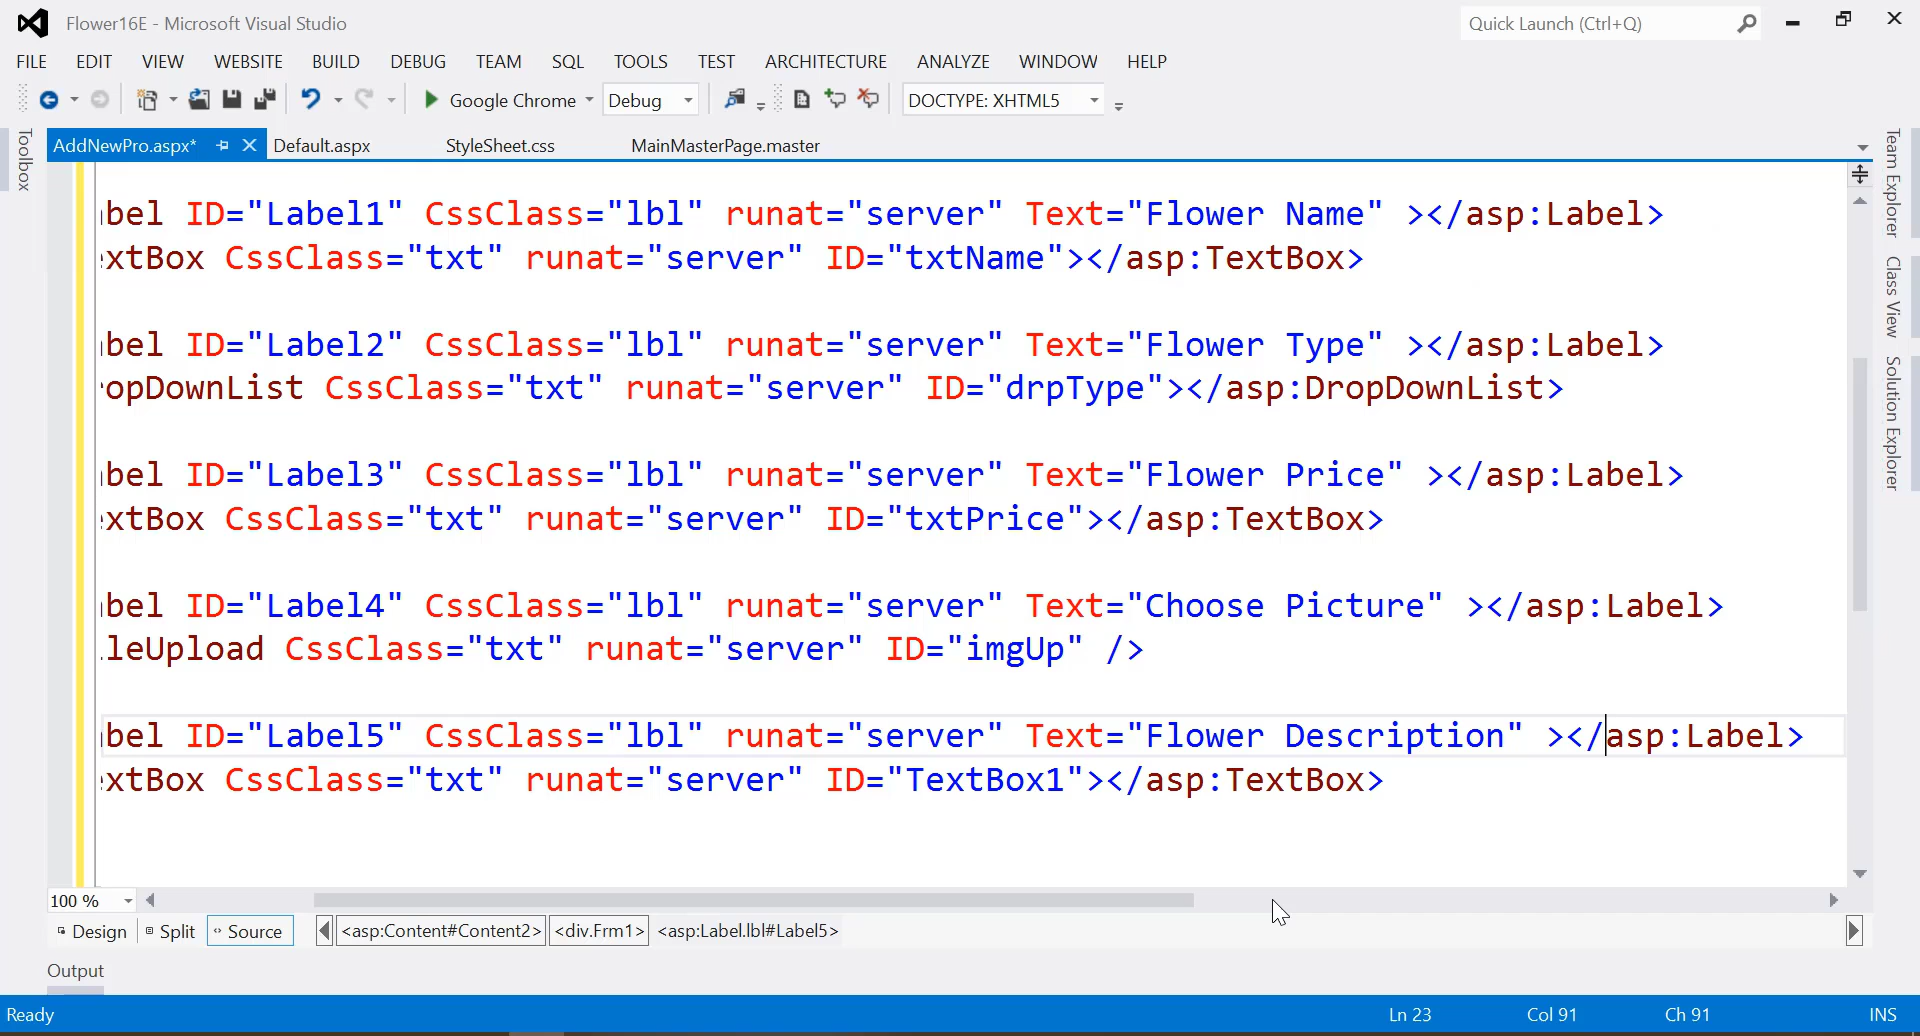 Flower16E - Microsoft Visual Studio
Quick Launch (Ctrl+Q)
FILE EDIT VIEW WEBSITE BUILD DEBUG TEAM SQL TOOLS TEST ARCHITECTURE ANALYZE WINDOW HELP
Google Chrome Debug DOCTYPE: XHTML5
AddNewPro.aspx* Default.aspx StyleSheet.css MainMasterPage.master
Toolbox
Team Explorer
Class View
Solution Explorer
bel ID="Label1" CssClass="lbl" runat="server" Text="Flower Name" ></asp:Label>
xtBox CssClass="txt" runat="server" ID="txtName"></asp:TextBox>
bel ID="Label2" CssClass="lbl" runat="server" Text="Flower Type" ></asp:Label>
opDownList CssClass="txt" runat="server" ID="drpType"></asp:DropDownList>
bel ID="Label3" CssClass="lbl" runat="server" Text="Flower Price" ></asp:Label>
xtBox CssClass="txt" runat="server" ID="txtPrice"></asp:TextBox>
bel ID="Label4" CssClass="lbl" runat="server" Text="Choose Picture" ></asp:Label>
leUpload CssClass="txt" runat="server" ID="imgUp" />
bel ID="Label5" CssClass="lbl" runat="server" Text="Flower Description" ></asp:Label>
xtBox CssClass="txt" runat="server" ID="TextBox1"></asp:TextBox>
100 %
Design Split Source <asp:Content#Content2> <div.Frm1> <asp:Label.lbl#Label5>
Output
Ready Ln 23 Col 91 Ch 91 INS